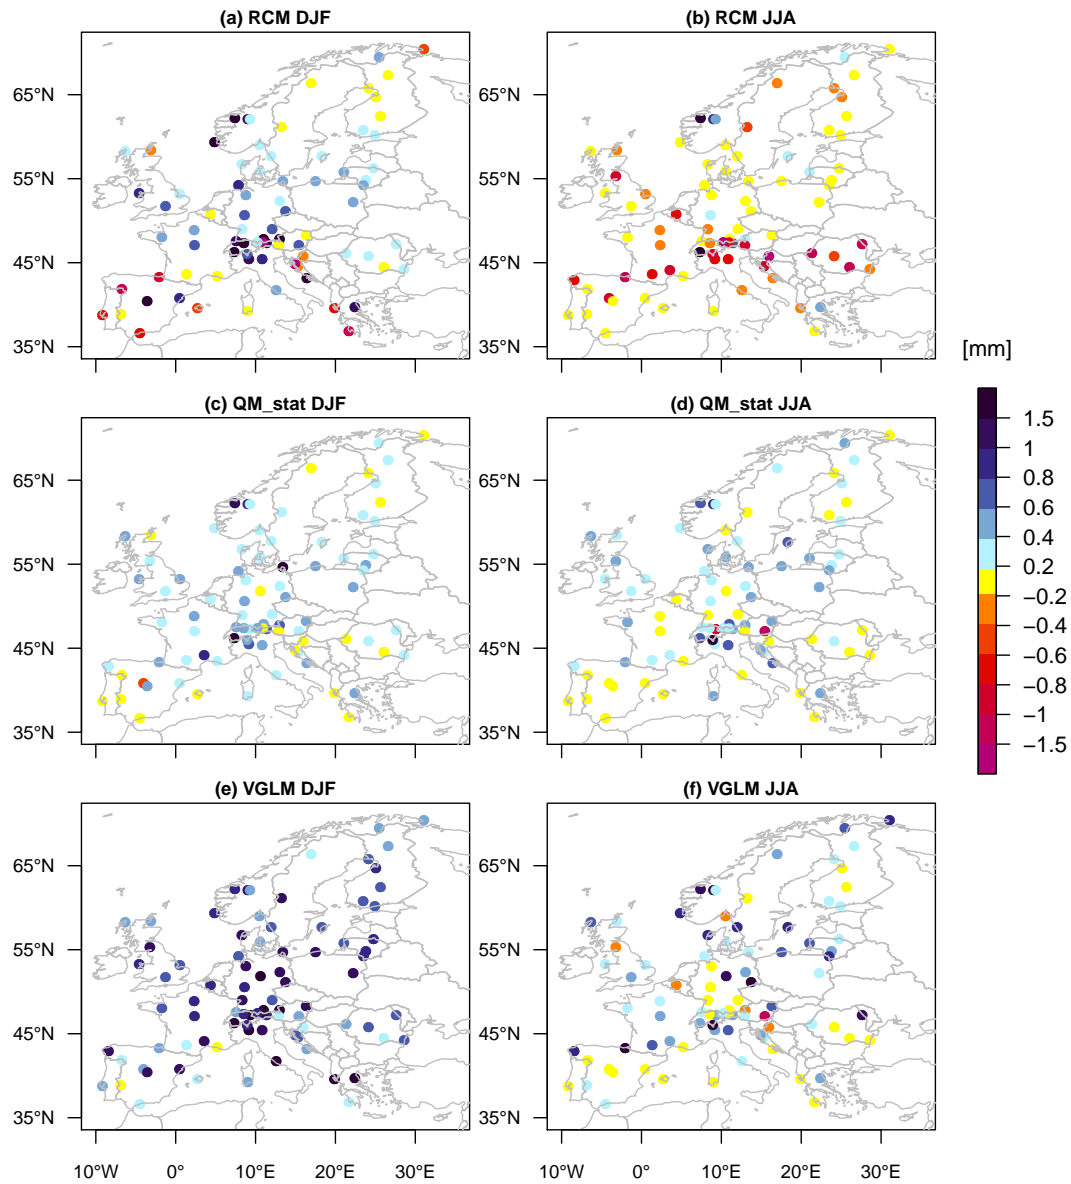 (a) RCM DJF
(b) RCM JJA
65°N
55°N
45°N
35°N
65°N
55°N
45°N
35°N
[mm]
(c) QM_stat DJF
(d) QM_stat JJA
65°N
55°N
45°N
35°N
65°N
55°N
45°N
35°N
1.5
1
0.8
0.6
0.4
0.2
−0.2
−0.4
−0.6
−0.8
−1
−1.5
(e) VGLM DJF
(f) VGLM JJA
65°N
55°N
45°N
35°N
65°N
55°N
45°N
35°N
10°W 0° 10°E 20°E 30°E
10°W 0° 10°E 20°E 30°E